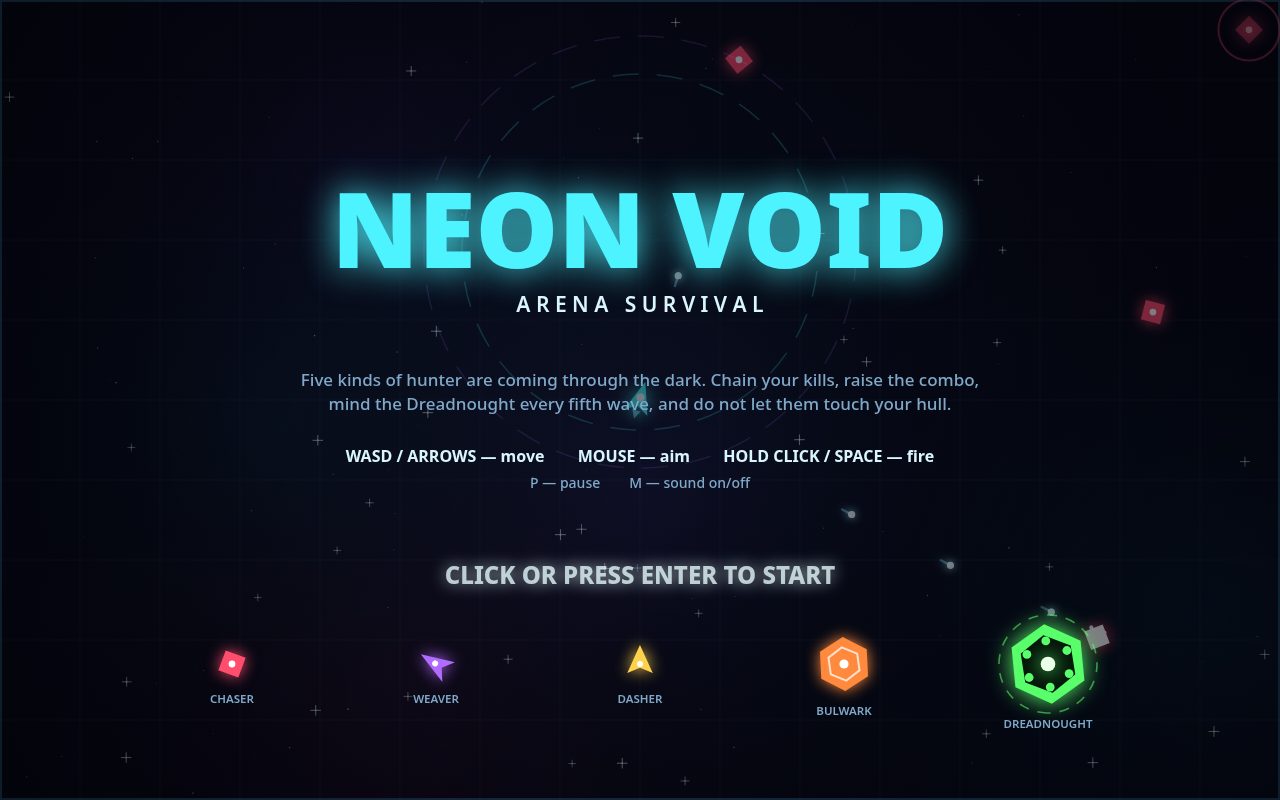 NEON VOID
ARENA SURVIVAL
Five kinds of hunter are coming through the dark. Chain your kills, raise the combo,
mind the Dreadnought every fifth wave, and do not let them touch your hull.
WASD / ARROWS — move MOUSE — aim HOLD CLICK / SPACE — fire
P — pause M — sound on/off
CLICK OR PRESS ENTER TO START
CHASER WEAVER DASHER BULWARK DREADNOUGHT